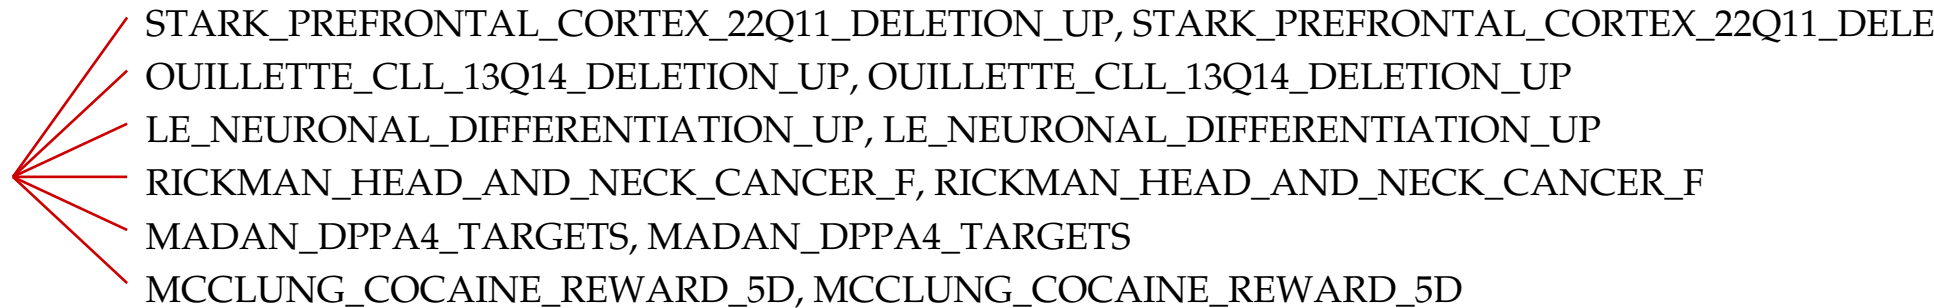 STARK_PREFRONTAL_CORTEX_22Q11_DELETION_UP, STARK_PREFRONTAL_CORTEX_22Q11_DELE
OUILLETTE_CLL_13Q14_DELETION_UP, OUILLETTE_CLL_13Q14_DELETION_UP
LE_NEURONAL_DIFFERENTIATION_UP, LE_NEURONAL_DIFFERENTIATION_UP
RICKMAN_HEAD_AND_NECK_CANCER_F, RICKMAN_HEAD_AND_NECK_CANCER_F
MADAN_DPPA4_TARGETS, MADAN_DPPA4_TARGETS
MCCLUNG_COCAINE_REWARD_5D, MCCLUNG_COCAINE_REWARD_5D